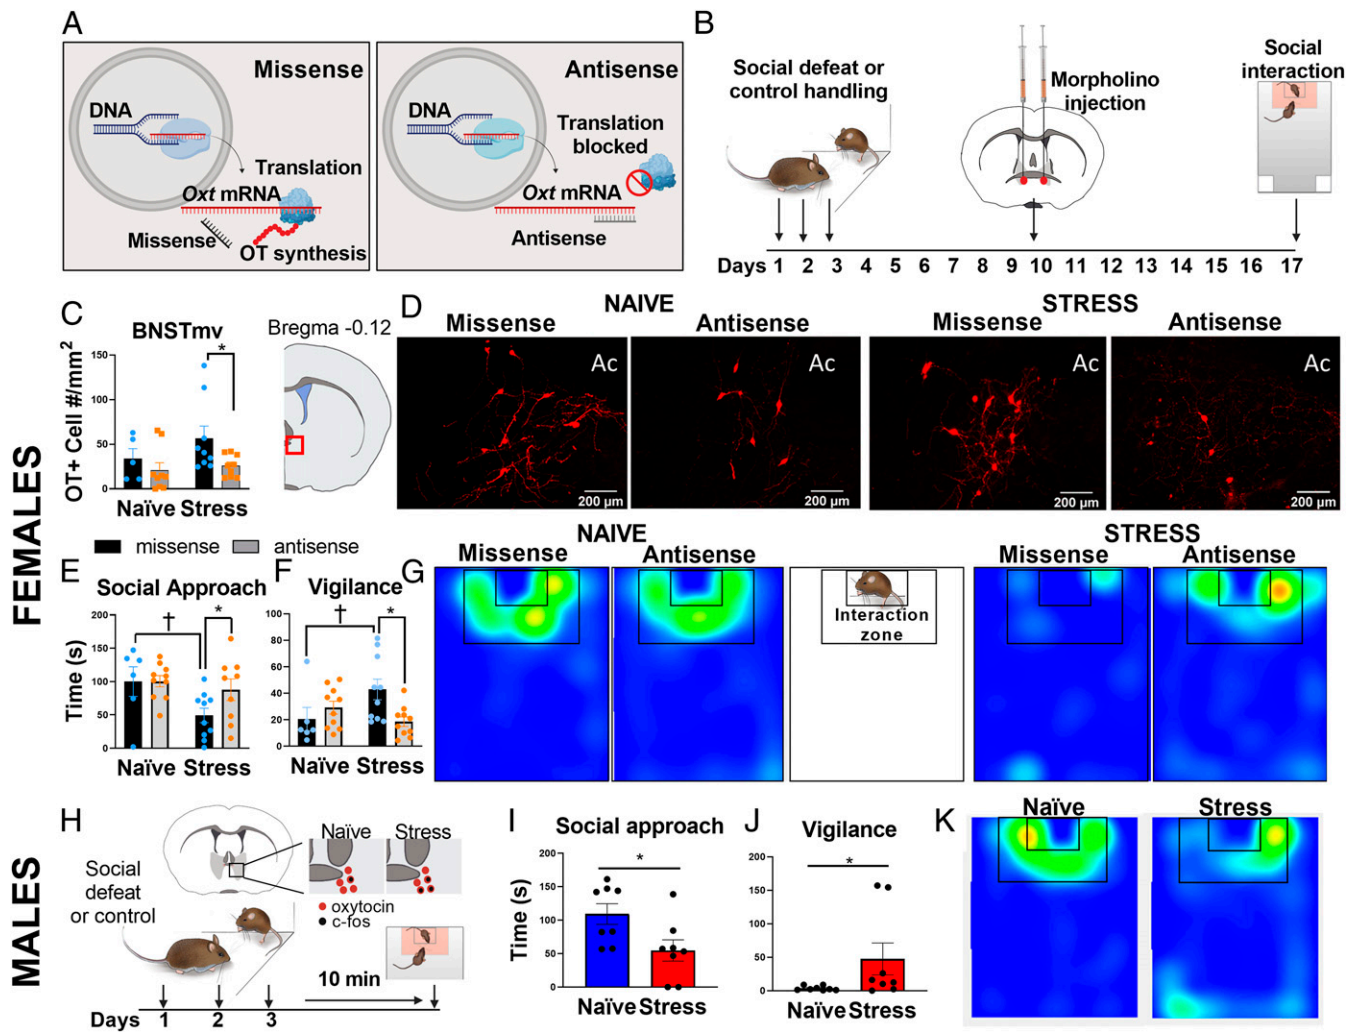 A
Missense
DNA
Translation
Oxt mRNA
Missense
OT synthesis
Antisense
DNA
Translation
blocked
Oxt mRNA
Antisense
B
Social defeat or
control handling
Morpholino
injection
Social
interaction
Days 1 2 3 4 5 6 7 8 9 10 11 12 13 14 15 16 17
FEMALES
C
BNSTmv
OT+ Cell #/mm2
150
100
50
0
Naïve Stress
Bregma -0.12
missense antisense
D
NAIVE
STRESS
Missense Antisense Missense Antisense
Ac Ac Ac Ac
200 µm 200 µm 200 µm 200 µm
E
Social Approach
Time (s)
200
150
100
50
0
† *
Naïve Stress
F
Vigilance
100
80
60
40
20
0
† *
Naïve Stress
G
NAIVE
STRESS
Missense Antisense
Interaction
zone
Missense Antisense
MALES
H
Social
defeat
or control
Naïve Stress
oxytocin
c-fos
10 min
Days 1 2 3
I
Social approach
Time (s)
200
150
100
50
0
*
Naïve Stress
J
Vigilance
200
150
100
50
0
*
Naïve Stress
K
Naïve Stress